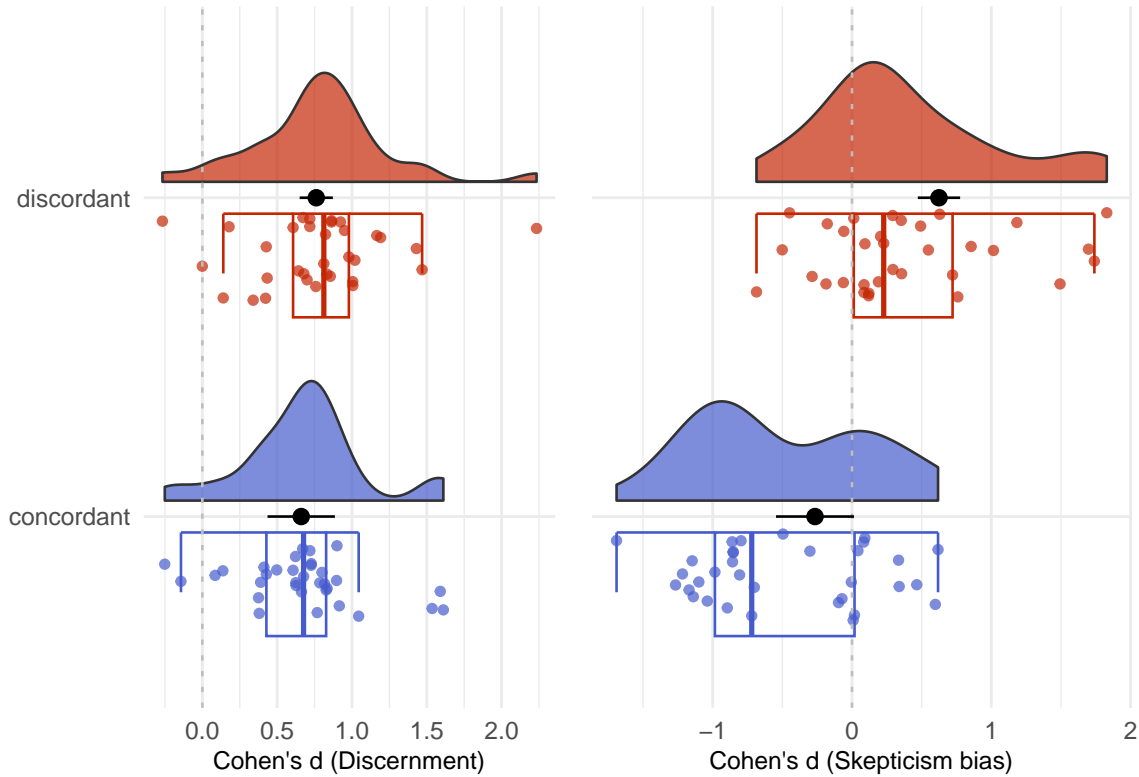 discordant
concordant
0.0 0.5 1.0 1.5 2.0
−1 0 1 2
Cohen's d (Discernment)
Cohen's d (Skepticism bias)